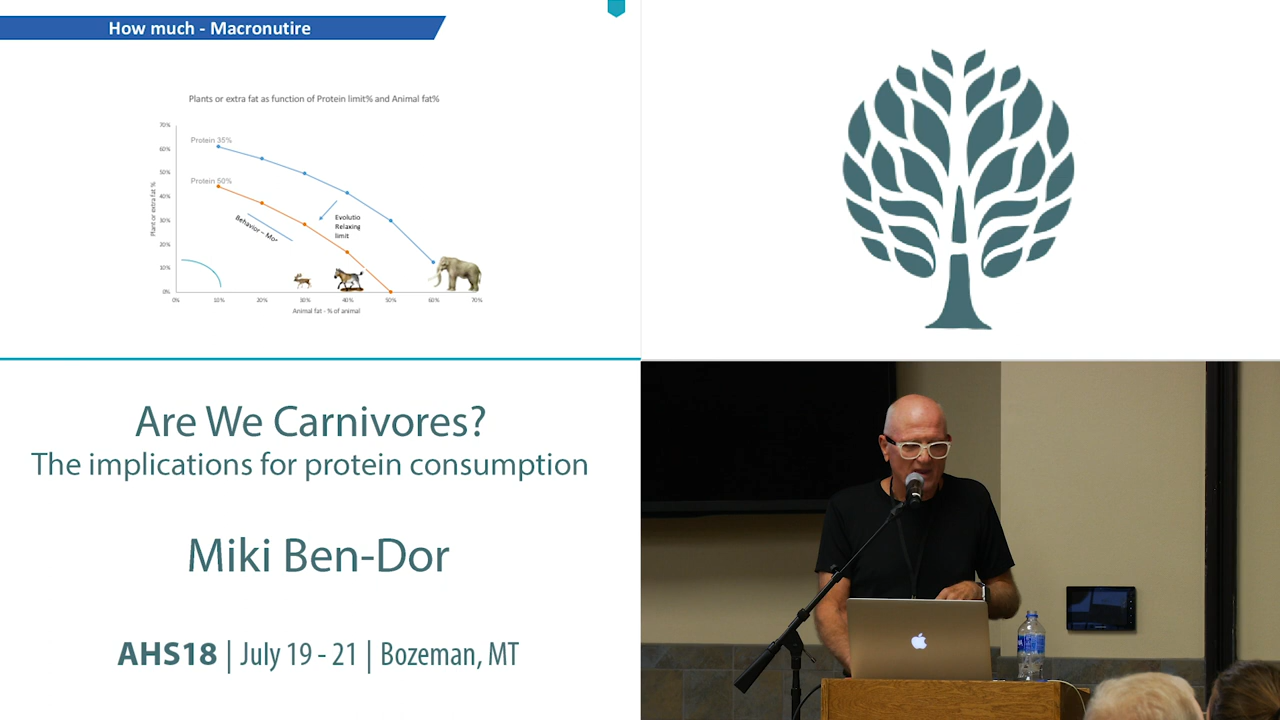 How much - Macronutire
Plants or extra fat as function of Protein limit% and Animal fat%
70%
60%
50%
40%
30%
20%
10%
0%
Plant or extra fat %
Protein 35%
Protein 50%
Behavior – Mo
Evolutio
Relaxing
limit
0%
10%
20%
30%
40%
50%
60%
70%
Animal fat - % of animal
Are We Carnivores?
The implications for protein consumption
Miki Ben-Dor
AHS18 | July 19 - 21 | Bozeman, MT